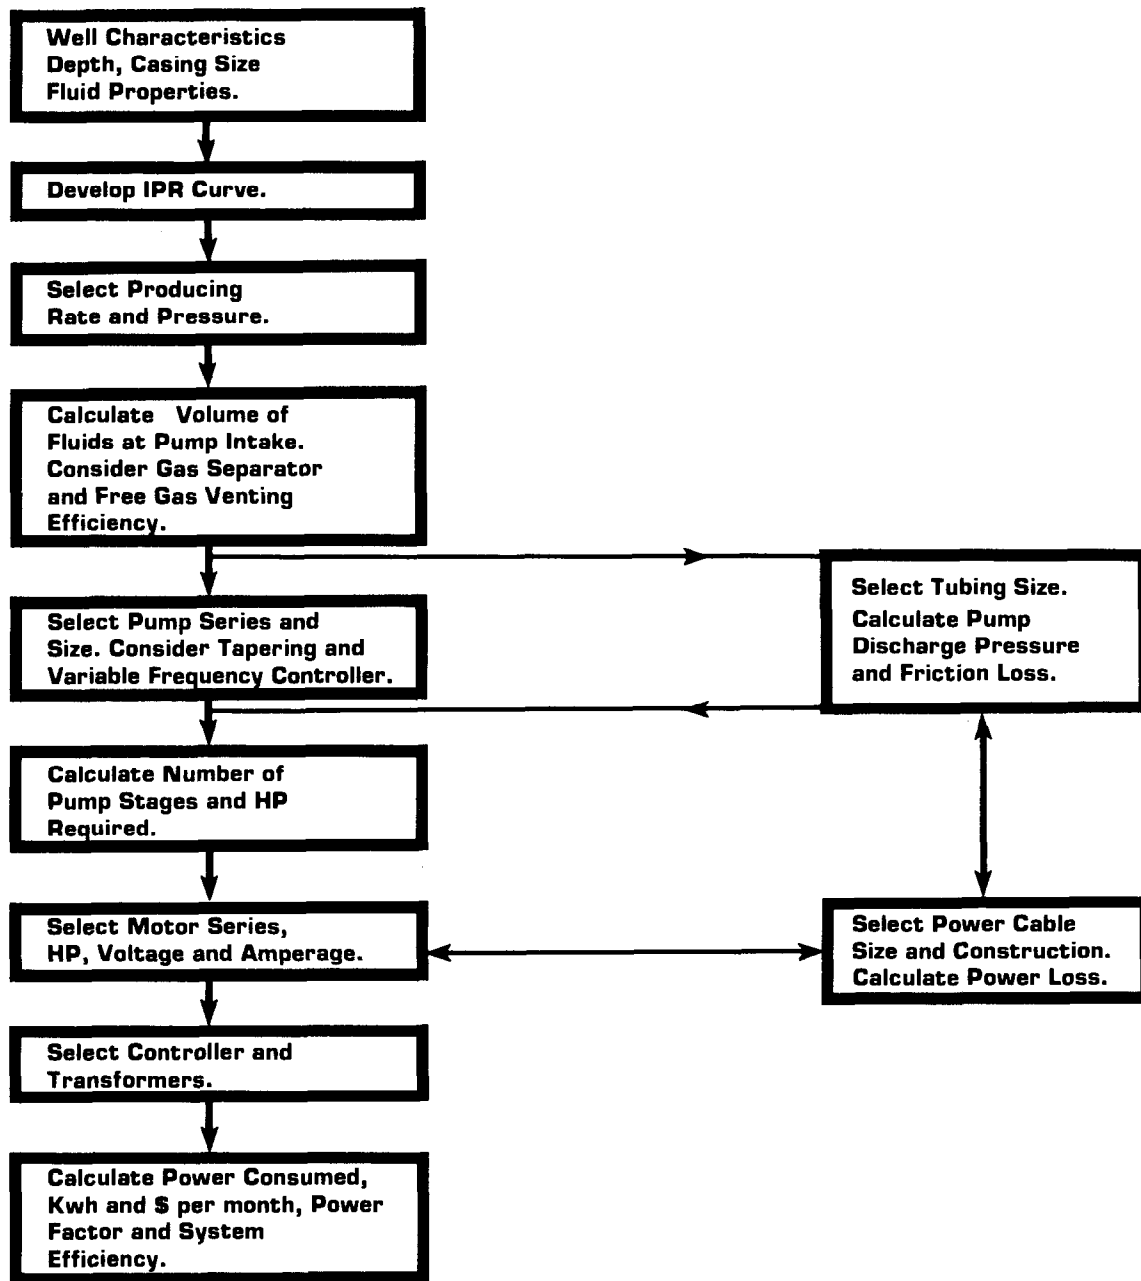 Well Characteristics
Depth, Casing Size
Fluid Properties.
Develop IPR Curve.
Select Producing
Rate and Pressure.
Calculate Volume of
Fluids at Pump Intake.
Consider Gas Separator
and Free Gas Venting
Efficiency.
Select Tubing Size.
Calculate Pump
Discharge Pressure
and Friction Loss.
Select Pump Series and
Size. Consider Tapering and
Variable Frequency Controller.
Calculate Number of
Pump Stages and HP
Required.
Select Motor Series,
HP, Voltage and Amperage.
Select Power Cable
Size and Construction.
Calculate Power Loss.
Select Controller and
Transformers.
Calculate Power Consumed,
Kwh and $ per month, Power
Factor and System
Efficiency.